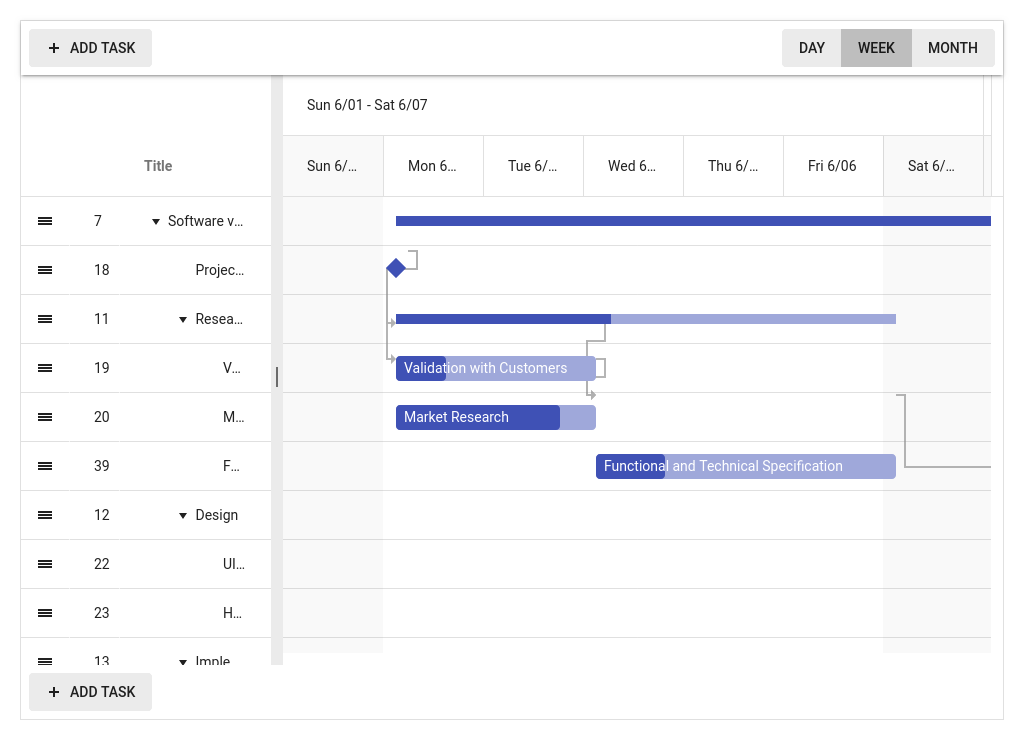 ADD TASK
DAY WEEK MONTH
Sun 6/01 - Sat 6/07
Title
Sun 6/... Mon 6... Tue 6/... Wed 6... Thu 6/... Fri 6/06 Sat 6/...
7 Software v...
18 Projec...
11 Resea...
19 V... Validation with Customers
20 M... Market Research
39 F... Functional and Technical Specification
12 Design
22 UI...
23 H...
13 Imple
ADD TASK